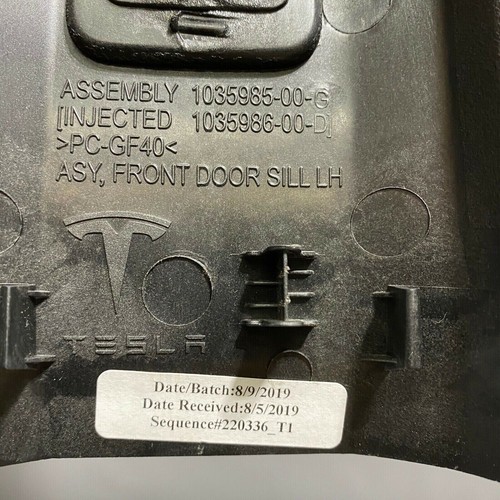 ASSEMBLY 1035985-00-G
[INJECTED 1035986-00-D]
>PC-GF40<
ASY, FRONT DOOR SILL LH
TESLA
Date/Batch:8/9/2019
Date Received:8/5/2019
Sequence#220336_T1